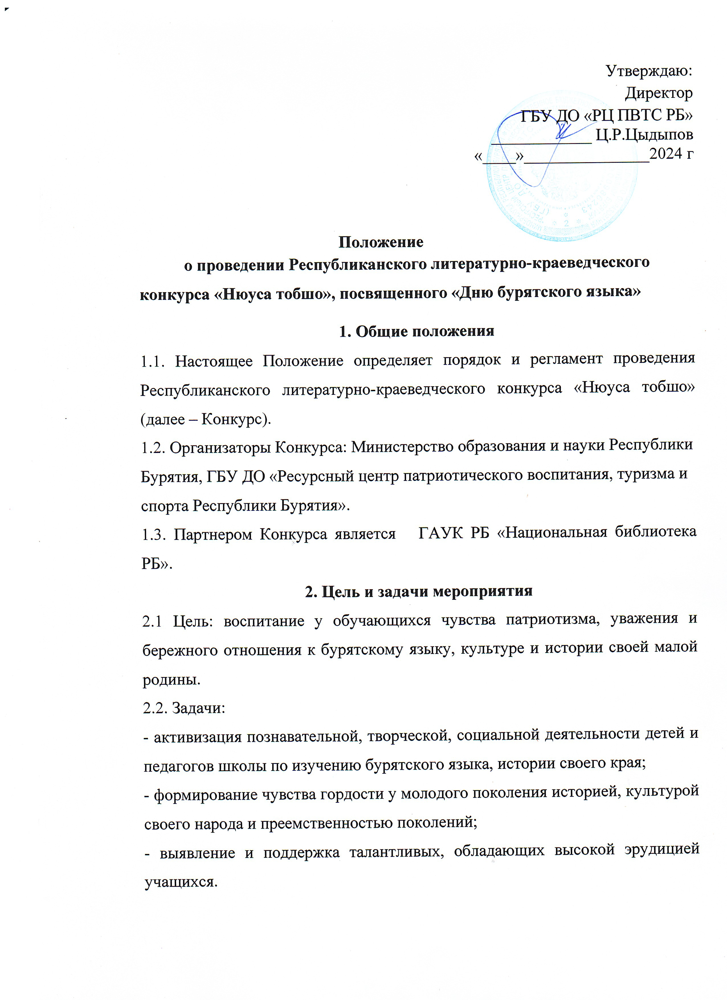 Утверждаю:
Директор
ГБУ ДО «РЦ ПВТС РБ»
____________ Ц.Р.Цыдыпов
«____»_______________2024 г
Положение
о проведении Республиканского литературно-краеведческого
конкурса «Нюуса тобшо», посвященного «Дню бурятского языка»
1. Общие положения
1.1. Настоящее Положение определяет порядок и регламент проведения
Республиканского литературно-краеведческого конкурса «Нюуса тобшо»
(далее – Конкурс).
1.2. Организаторы Конкурса: Министерство образования и науки Республики
Бурятия, ГБУ ДО «Ресурсный центр патриотического воспитания, туризма и
спорта Республики Бурятия».
1.3. Партнером Конкурса является ГАУК РБ «Национальная библиотека
РБ».
2. Цель и задачи мероприятия
2.1 Цель: воспитание у обучающихся чувства патриотизма, уважения и
бережного отношения к бурятскому языку, культуре и истории своей малой
родины.
2.2. Задачи:
- активизация познавательной, творческой, социальной деятельности детей и
педагогов школы по изучению бурятского языка, истории своего края;
- формирование чувства гордости у молодого поколения историей, культурой
своего народа и преемственностью поколений;
- выявление и поддержка талантливых, обладающих высокой эрудицией
учащихся.